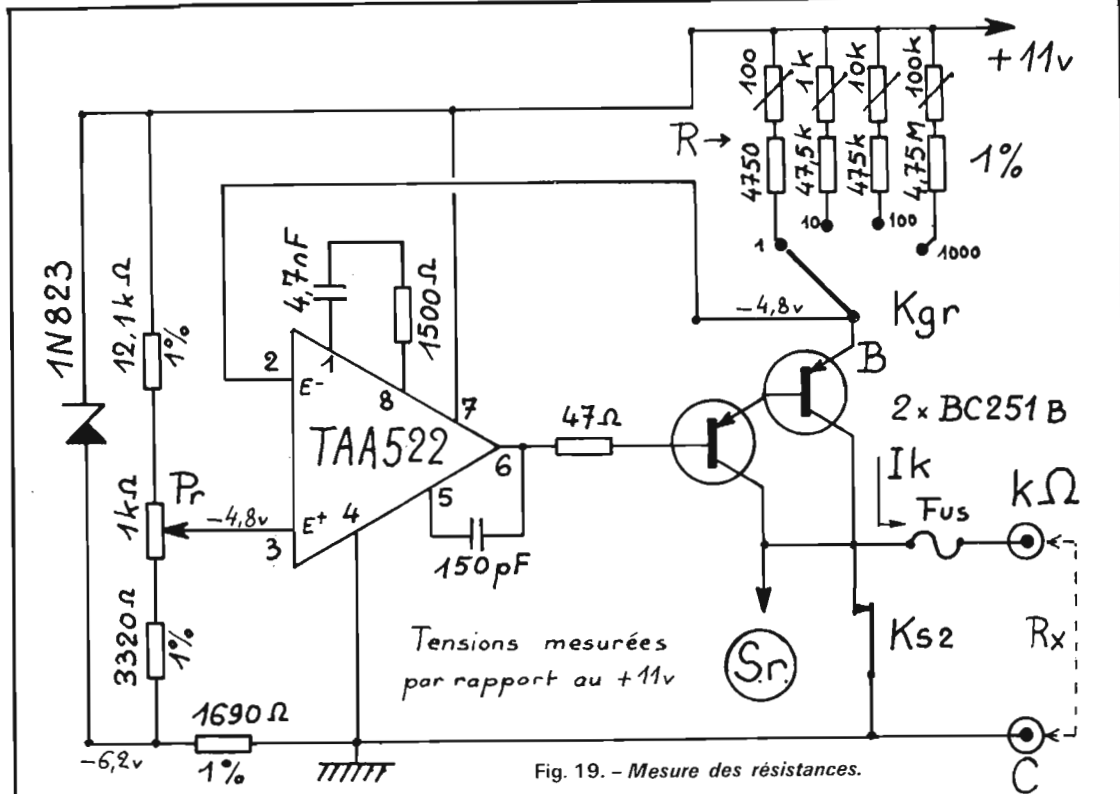 +11v
100
1k
10k
100k
R →
4750
47,5k
475k
4,75M
1%
1
10
100
1000
Kgr
-4,8v
B
2 x BC251B
1N823
12,1kΩ
1%
4,7nF
1500Ω
2
E-
1
8
7
TAA522
47Ω
6
5
4
E+
3
-4,8v
Pr
1kΩ
150pF
3320Ω
1%
Ik
Fus
kΩ
Rx
Ks2
S.r.
Tensions mesurées
par rapport au +11v
1690Ω
1%
-6,2v
C
Fig. 19. – Mesure des résistances.